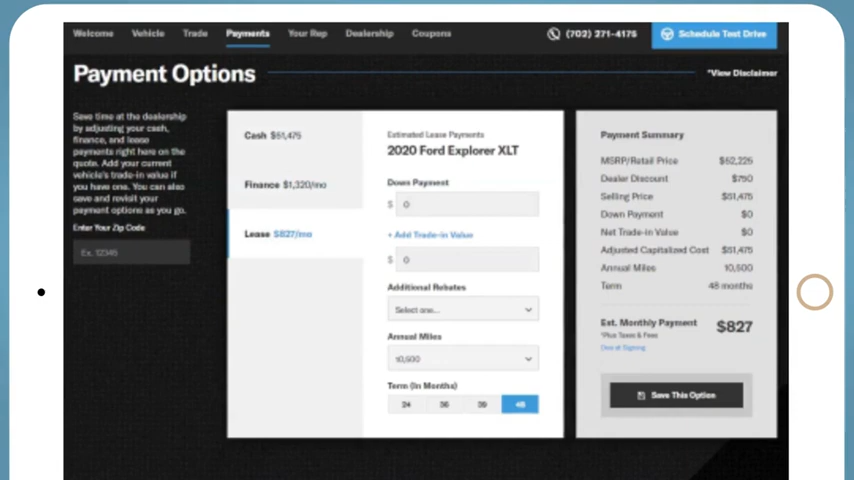 Welcome Vehicle Trade Payments Your Rep Dealership Coupons (702) 271-4175 Schedule Test Drive
Payment Options
*View Disclaimer
Save time at the dealership
by adjusting your cash,
finance, and lease
payments right here on the
quote. Add your current
vehicle's trade-in value if
you have one. You can also
save and revisit your
payment options as you go.
Enter Your Zip Code
Ex. 12345
Cash $51,475
Finance $1,320/mo
Lease $827/mo
Estimated Lease Payments
2020 Ford Explorer XLT
Down Payment
$ 0
+ Add Trade-in Value
$ 0
Additional Rebates
Select one...
Annual Miles
10,500
Term (In Months)
24 36 39 48
Payment Summary
MSRP/Retail Price $52,225
Dealer Discount $750
Selling Price $51,475
Down Payment $0
Net Trade-in Value $0
Adjusted Capitalized Cost $51,475
Annual Miles 10,500
Term 48 months
Est. Monthly Payment $827
*Plus Taxes & Fees
Due at Signing
Save This Option